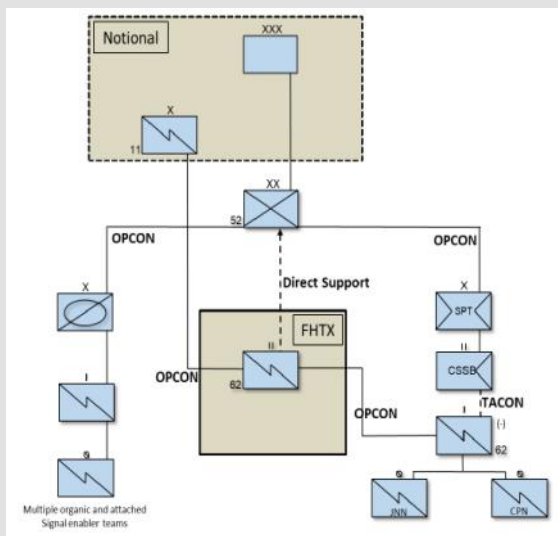 Notional
XXX
X
11
XX
52
OPCON
OPCON
Direct Support
X
X
SPT
FHTX
II
II
CSSB
62
OPCON
OPCON
TACON
I
I
(-)
62
Ø
Ø
Ø
JNN
CPN
Multiple organic and attached
Signal enabler teams